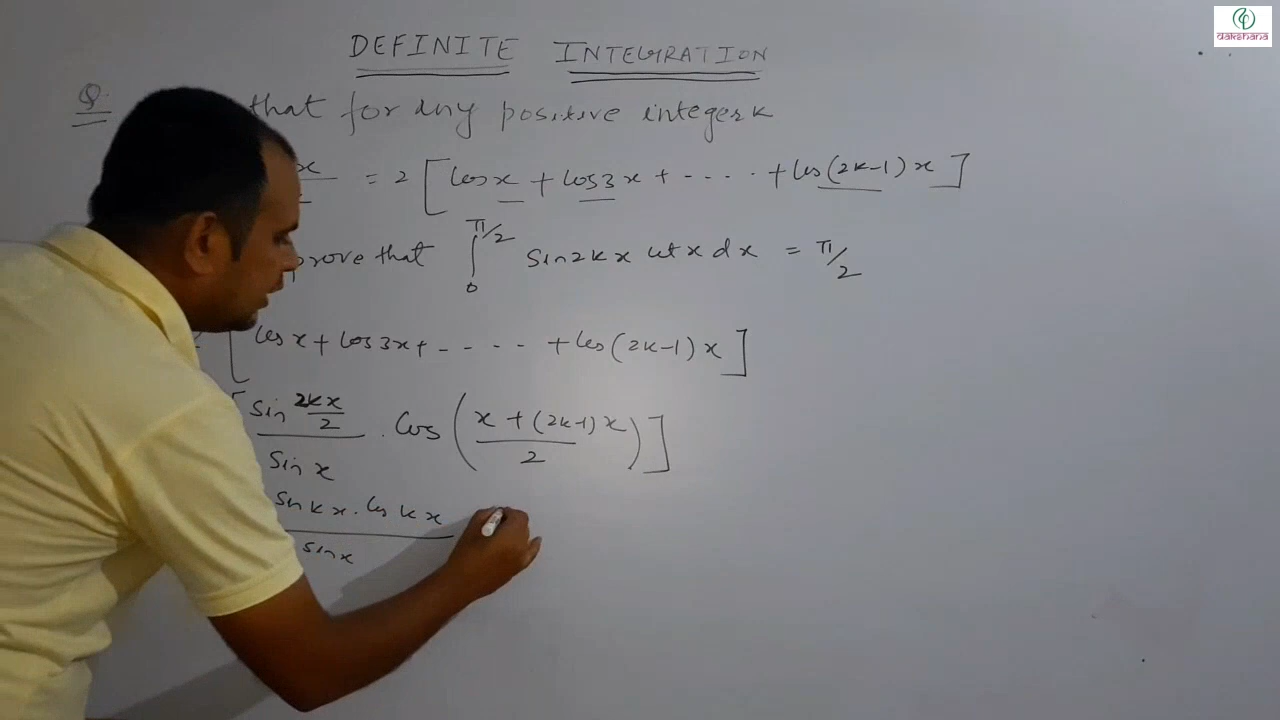 dakshana
DEFINITE INTEGRATION
Q. that for any positive integer k
x = 2 [cos x + cos 3x + - - - - + cos (2k-1) x]
prove that ∫ 0 π/2 sin 2kx cot x dx = π/2
[cos x + cos 3x + - - - - + cos (2k-1) x]
[sin 2kx/2 / sin x . cos (x + (2k-1) x / 2)]
sin kx . cos kx / sin x